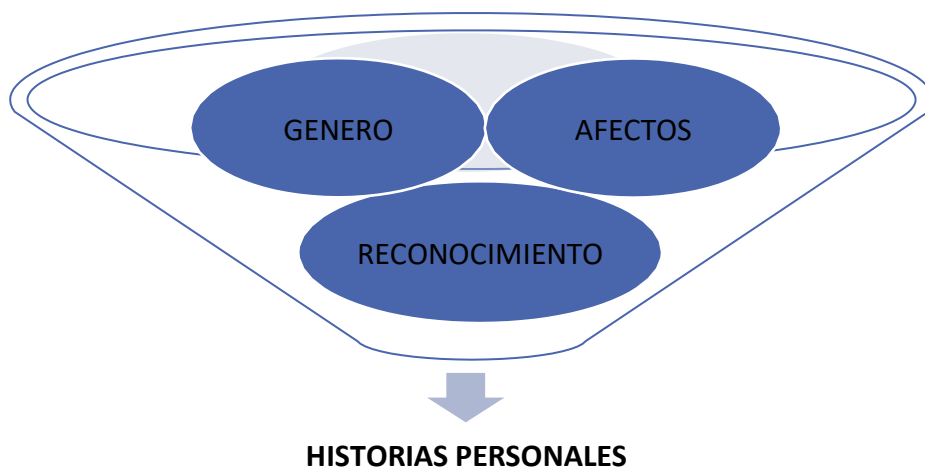 GENERO
AFECTOS
RECONOCIMIENTO
HISTORIAS PERSONALES